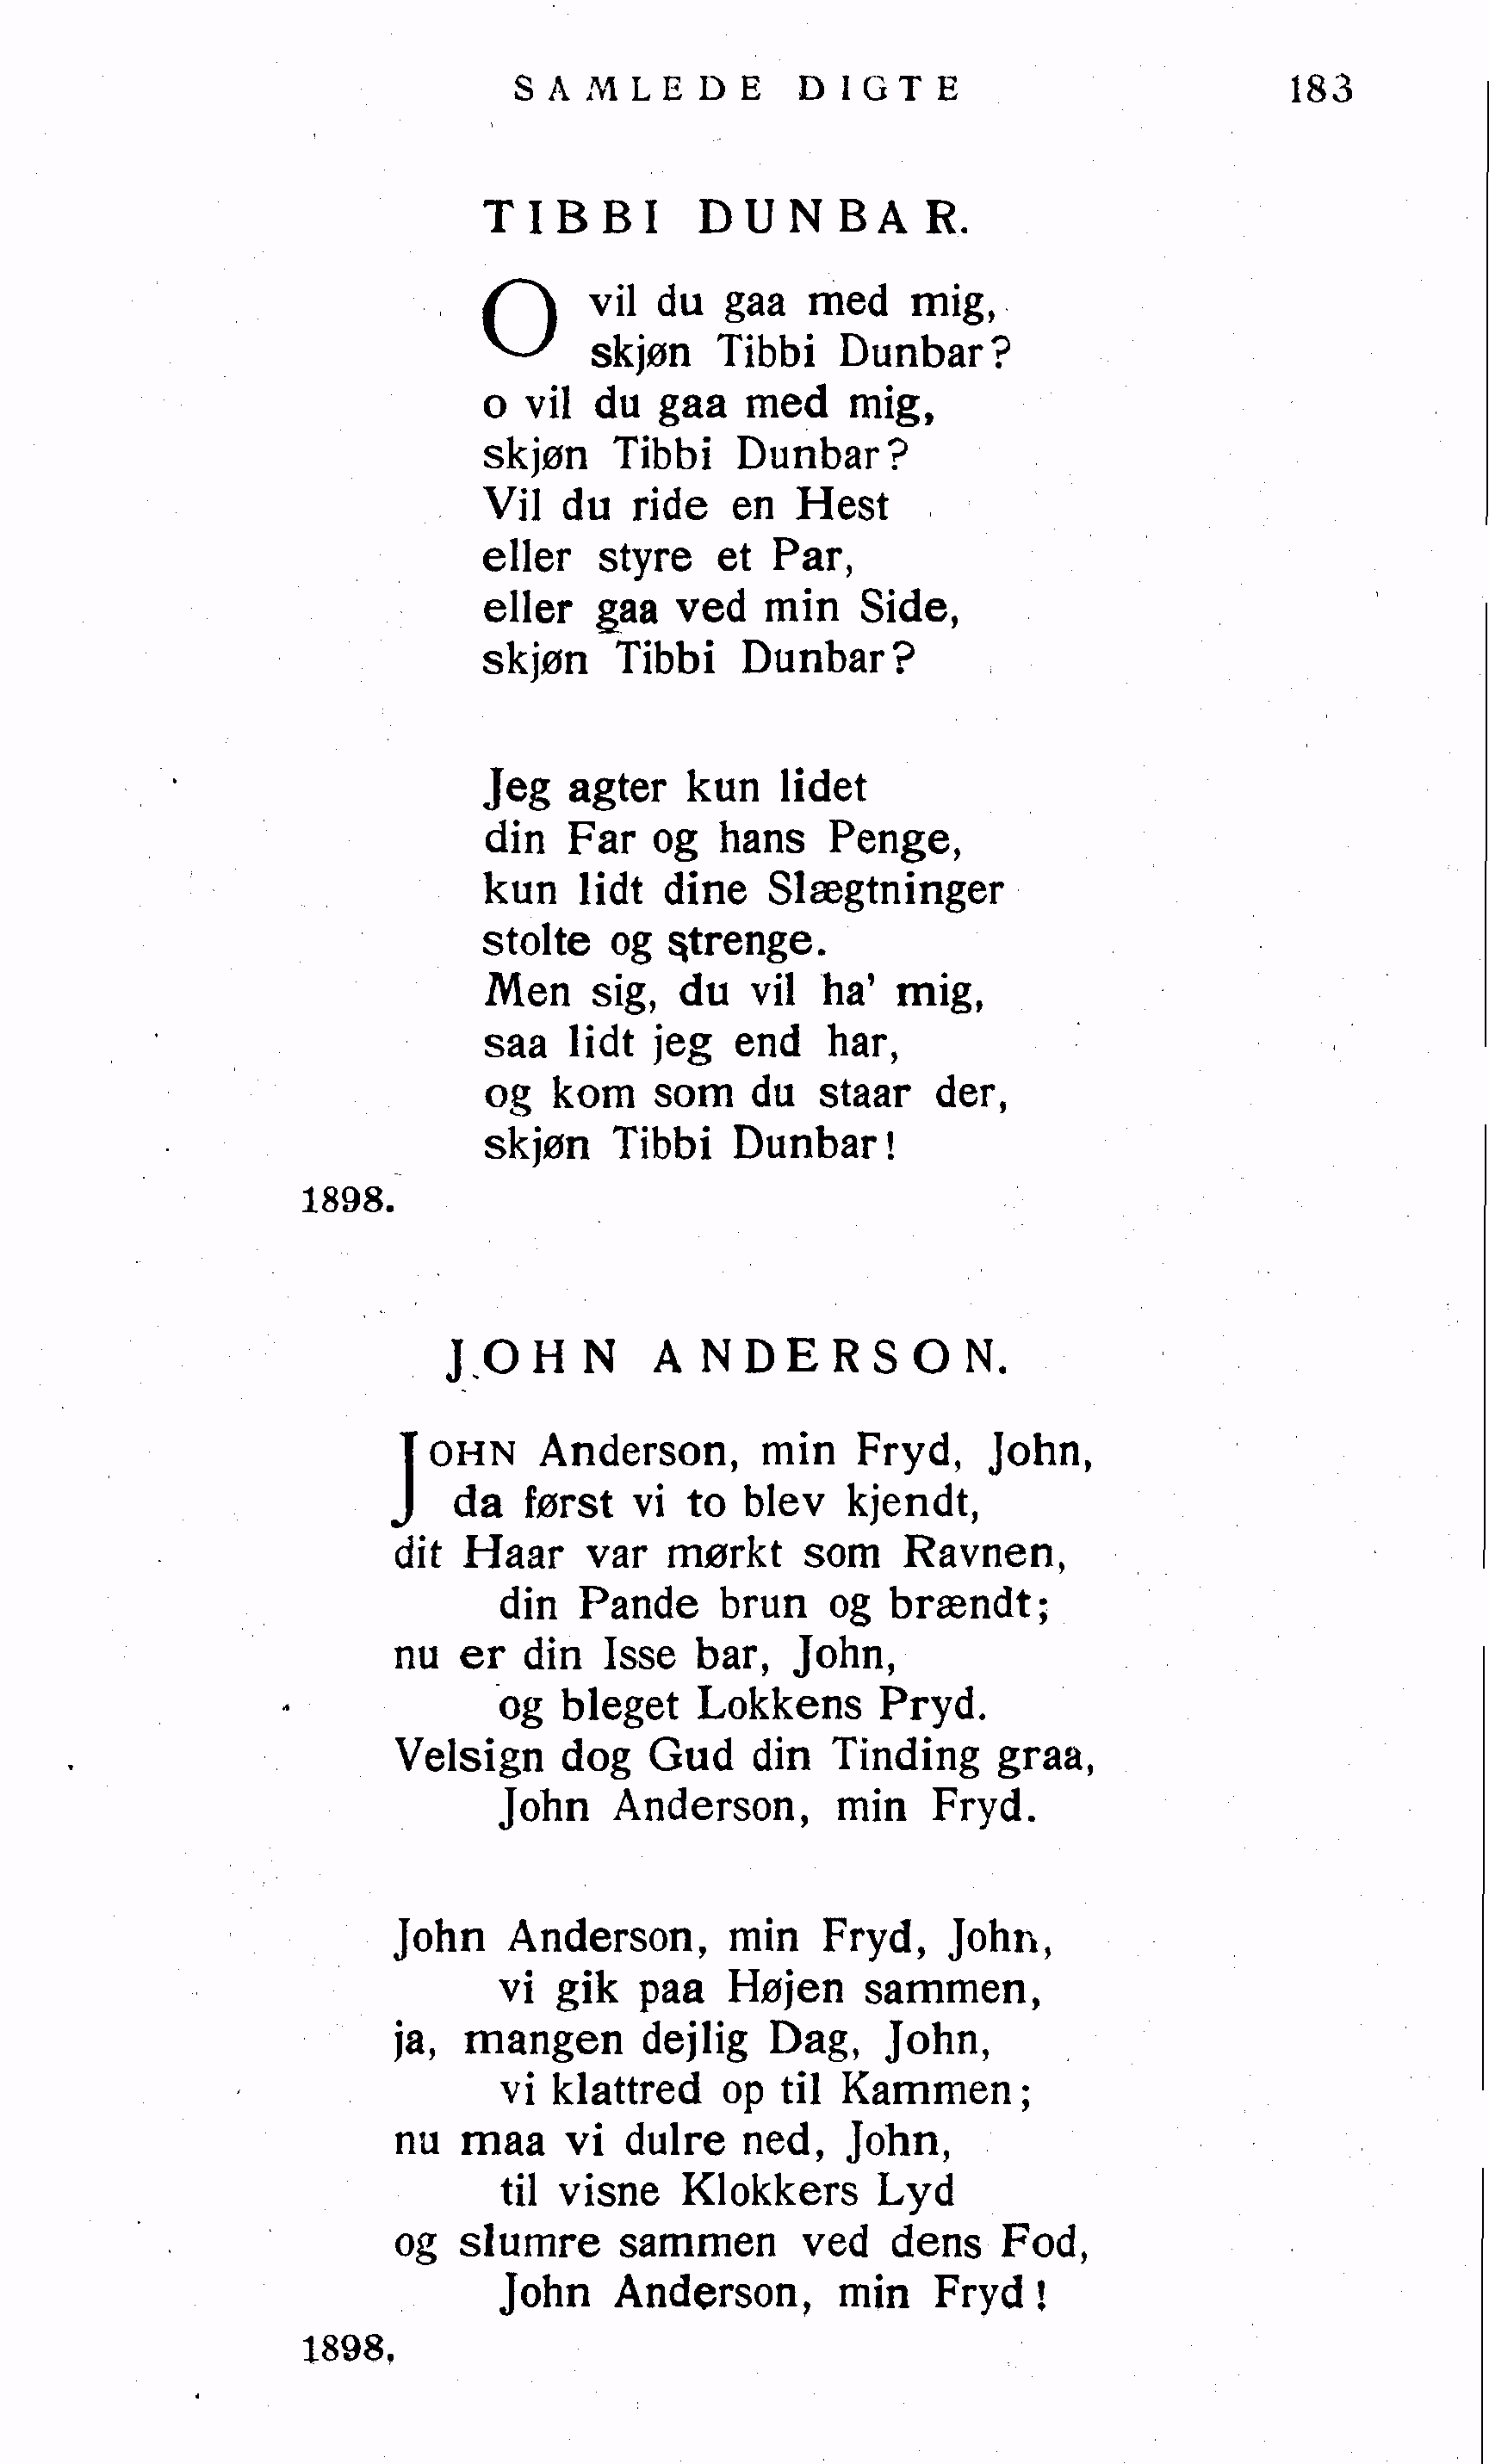 SAMLEDE DIGTE 183
TIBBI DUNBAR.
O vil du gaa med mig,
skjøn Tibbi Dunbar?
o vil du gaa med mig,
skjøn Tibbi Dunbar?
Vil du ride en Hest
eller styre et Par,
eller gaa ved min Side,
skjøn Tibbi Dunbar?
Jeg agter kun lidet
din Far og hans Penge,
kun lidt dine Slægtninger
stolte og strenge.
Men sig, du vil ha' mig,
saa lidt jeg end har,
og kom som du staar der,
skjøn Tibbi Dunbar!
1898.
JOHN ANDERSON.
JOHN Anderson, min Fryd, John,
da først vi to blev kjendt,
dit Haar var mørkt som Ravnen,
din Pande brun og brændt;
nu er din Isse bar, John,
og bleget Lokkens Pryd.
Velsign dog Gud din Tinding graa,
John Anderson, min Fryd.
John Anderson, min Fryd, John,
vi gik paa Højen sammen,
ja, mangen dejlig Dag, John,
vi klattred op til Kammen;
nu maa vi dulre ned, John,
til visne Klokkers Lyd
og slumre sammen ved dens Fod,
John Anderson, min Fryd!
1898.